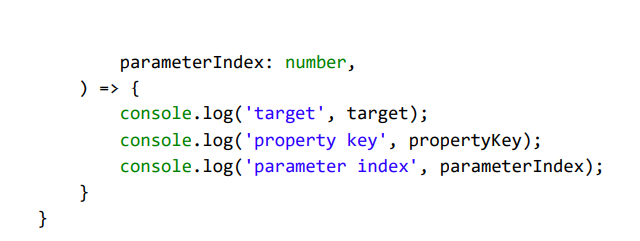 parameterIndex: number,
) => {
console.log('target', target);
console.log('property key', propertyKey);
console.log('parameter index', parameterIndex);
}
}